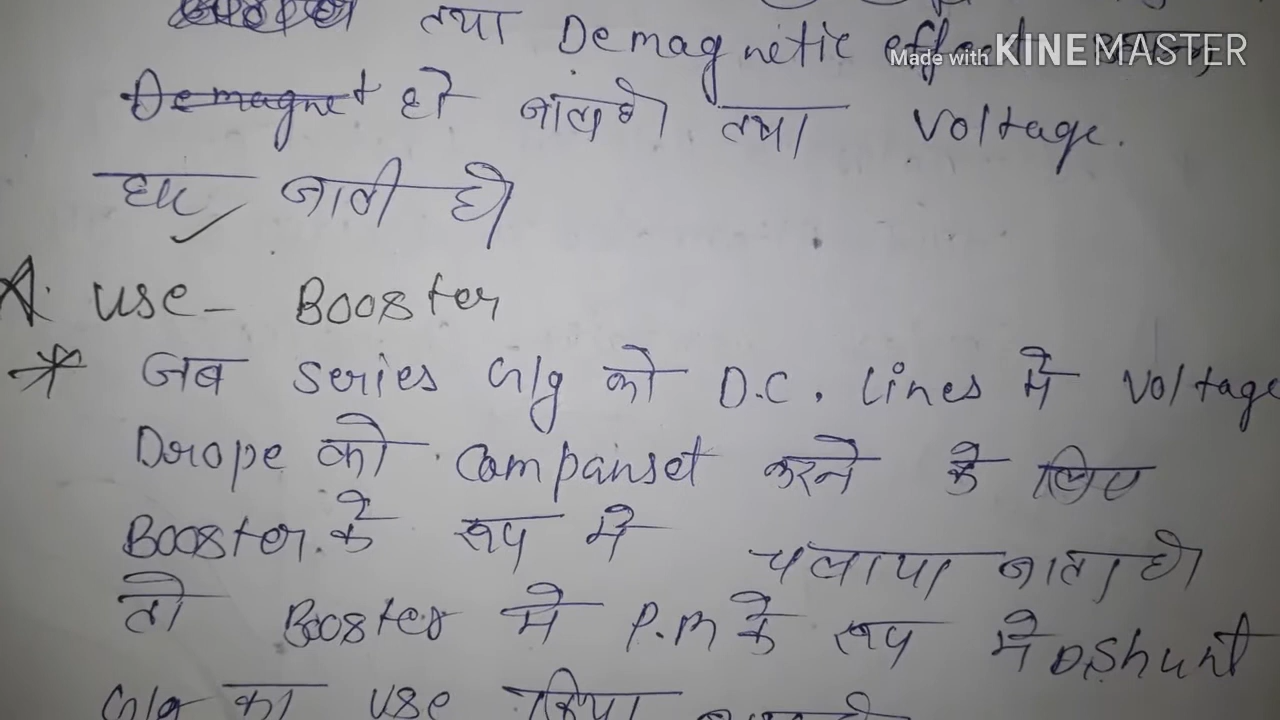 तथा Demagnetic effect
Made with KINEMASTER
Demagnet हो जाता है। तथा Voltage.
घट जाती है।
A. use - Booster
* जब series G/g को D.C. Lines में Voltage
Drope को Campanset करने के लिए
Booster. के रूप में चलाया जाता है।
तो Booster में P.M के रूप में D.Shunt
G/g का use किया